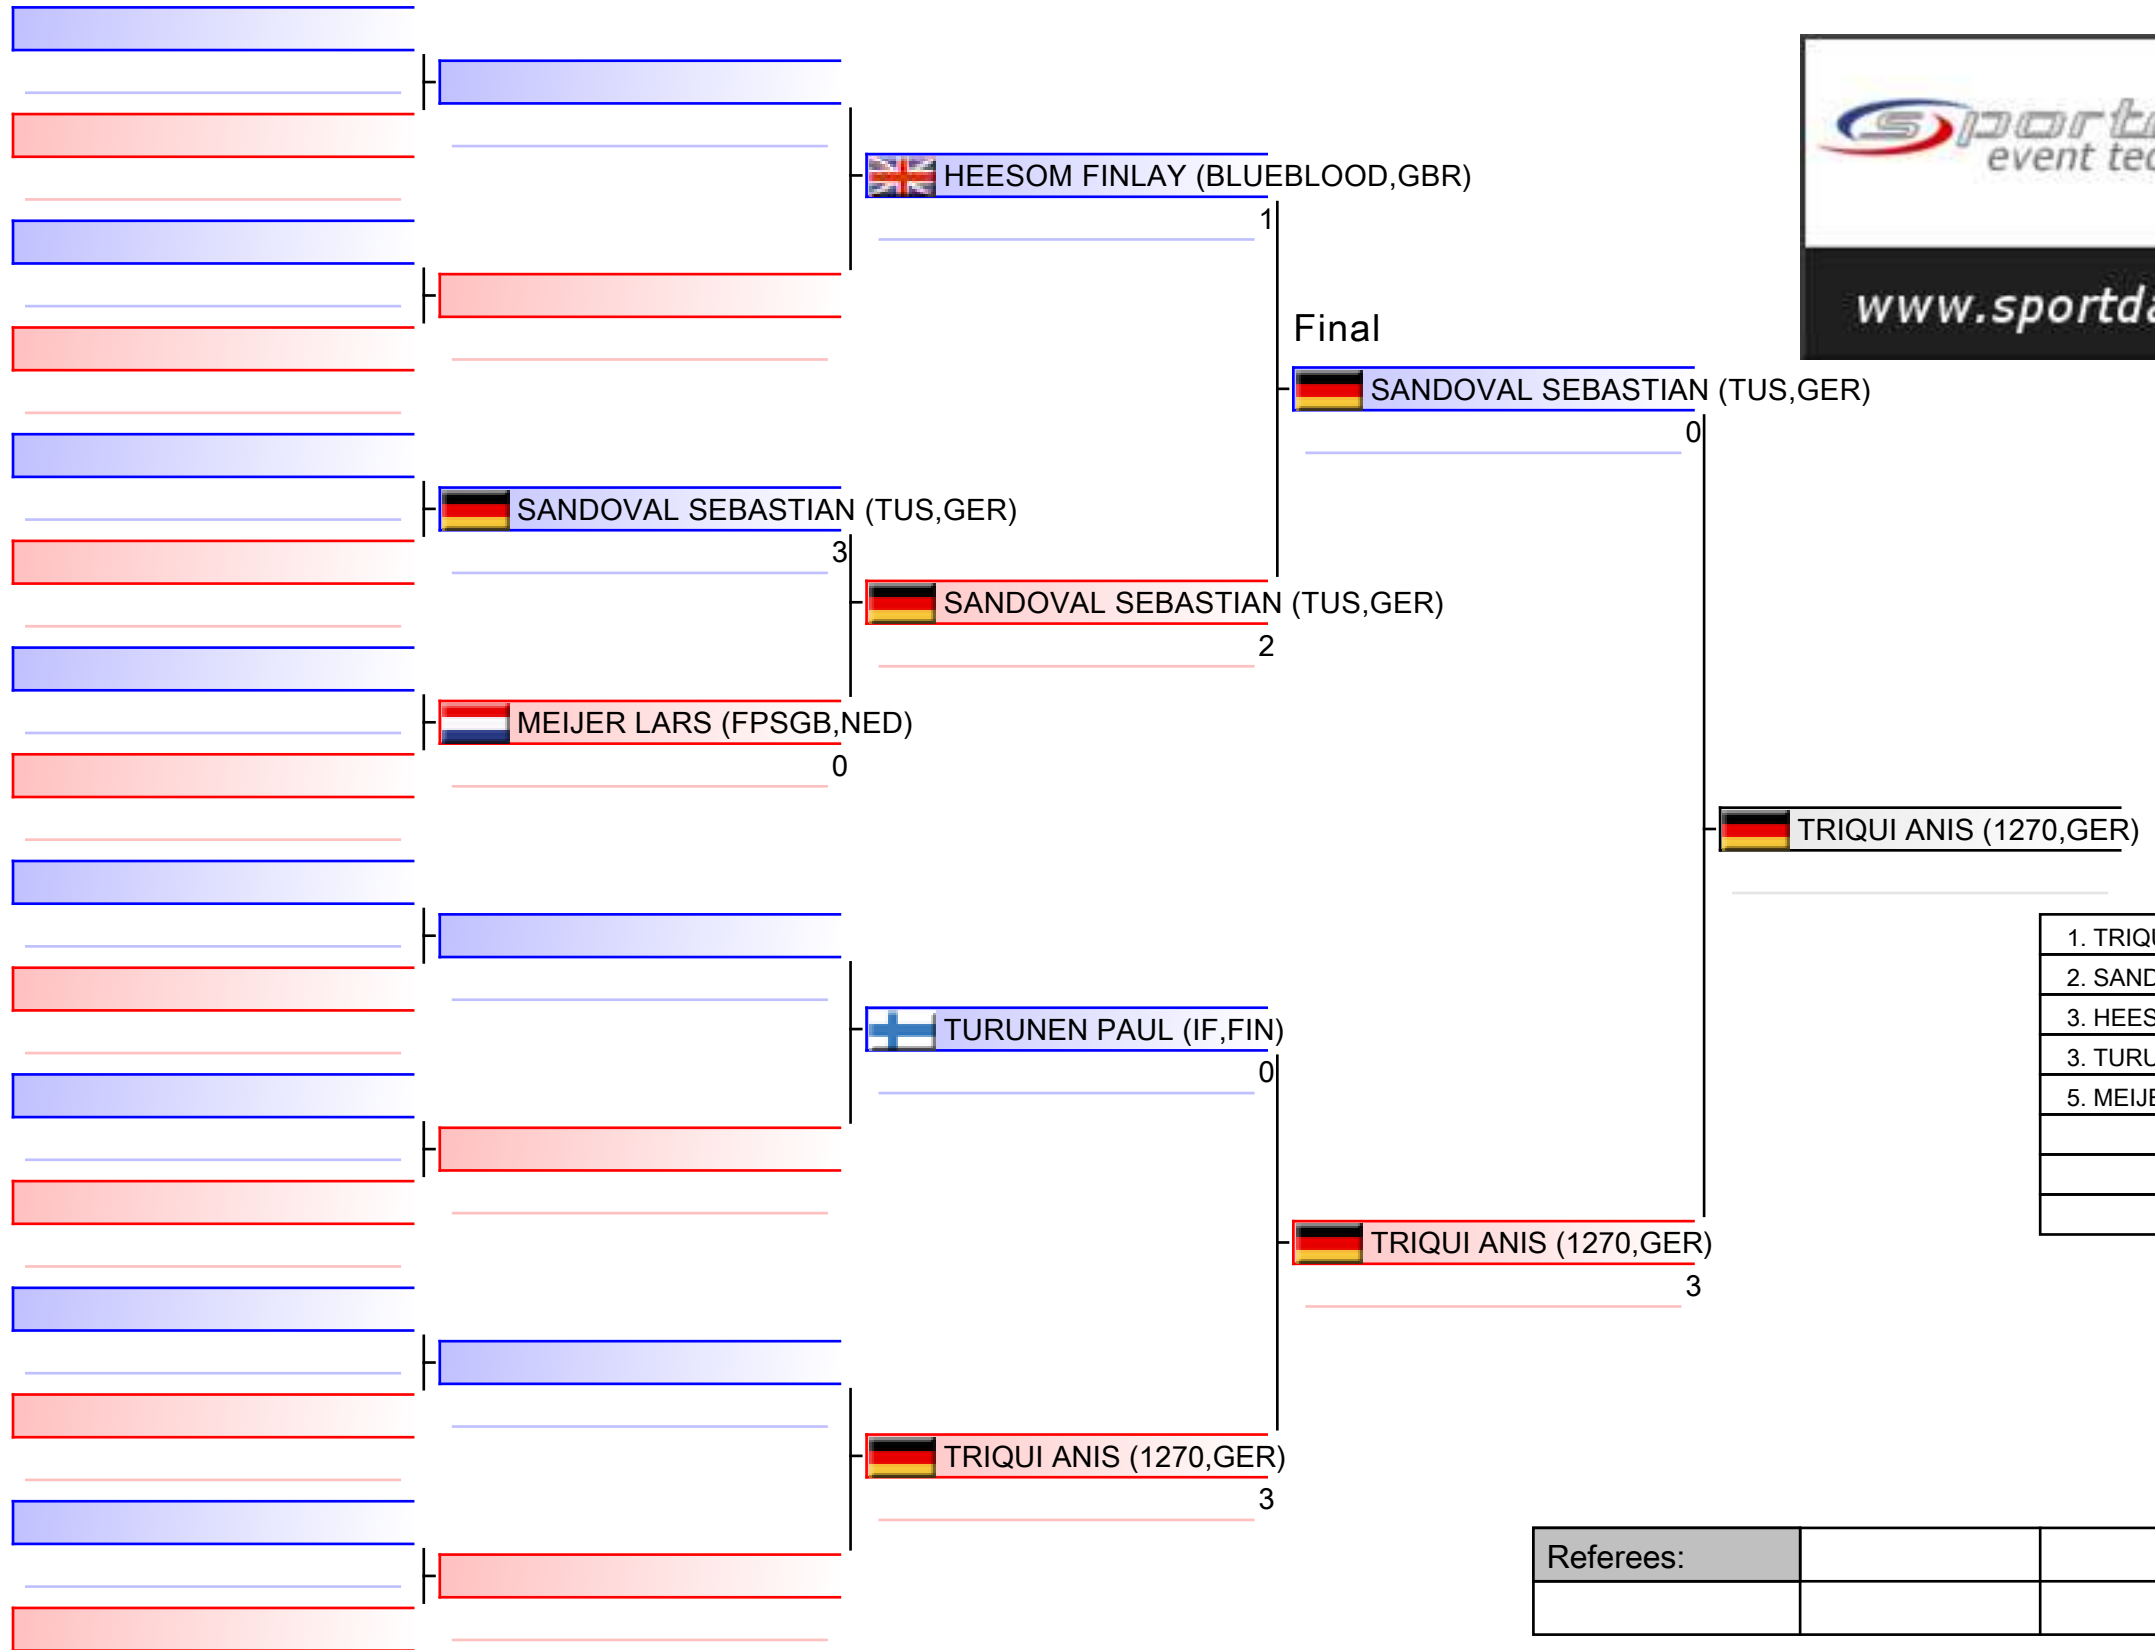 event
HEESOM FINLAY (BLUEBLOOD,GBR)
1
Final
SANDOVAL SEBASTIAN (TUS,GER)
0
SANDOVAL SEBASTIAN (TUS,GER)
3
SANDOVAL SEBASTIAN (TUS,GER)
2
MEIJER LARS (FPSGB,NED)
0
TRIQUI ANIS (1270,GER)
1. TRIQU
2. SAND
3. HEES
3. TURU
5. MEIJE
TURUNEN PAUL (IF,FIN)
0
TRIQUI ANIS (1270,GER)
3
TRIQUI ANIS (1270,GER)
3
Referees: